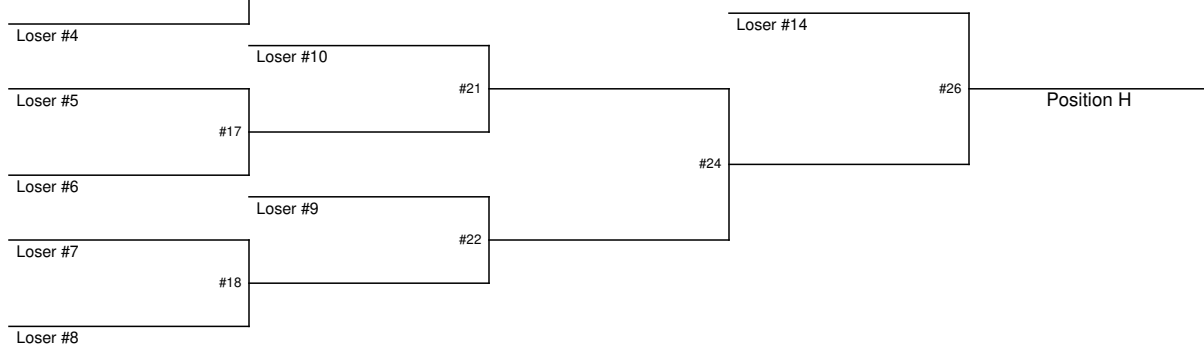 Loser #4
Loser #14
Loser #10
#21
#26
Loser #5
Position H
#17
#24
Loser #6
Loser #9
#22
Loser #7
#18
Loser #8